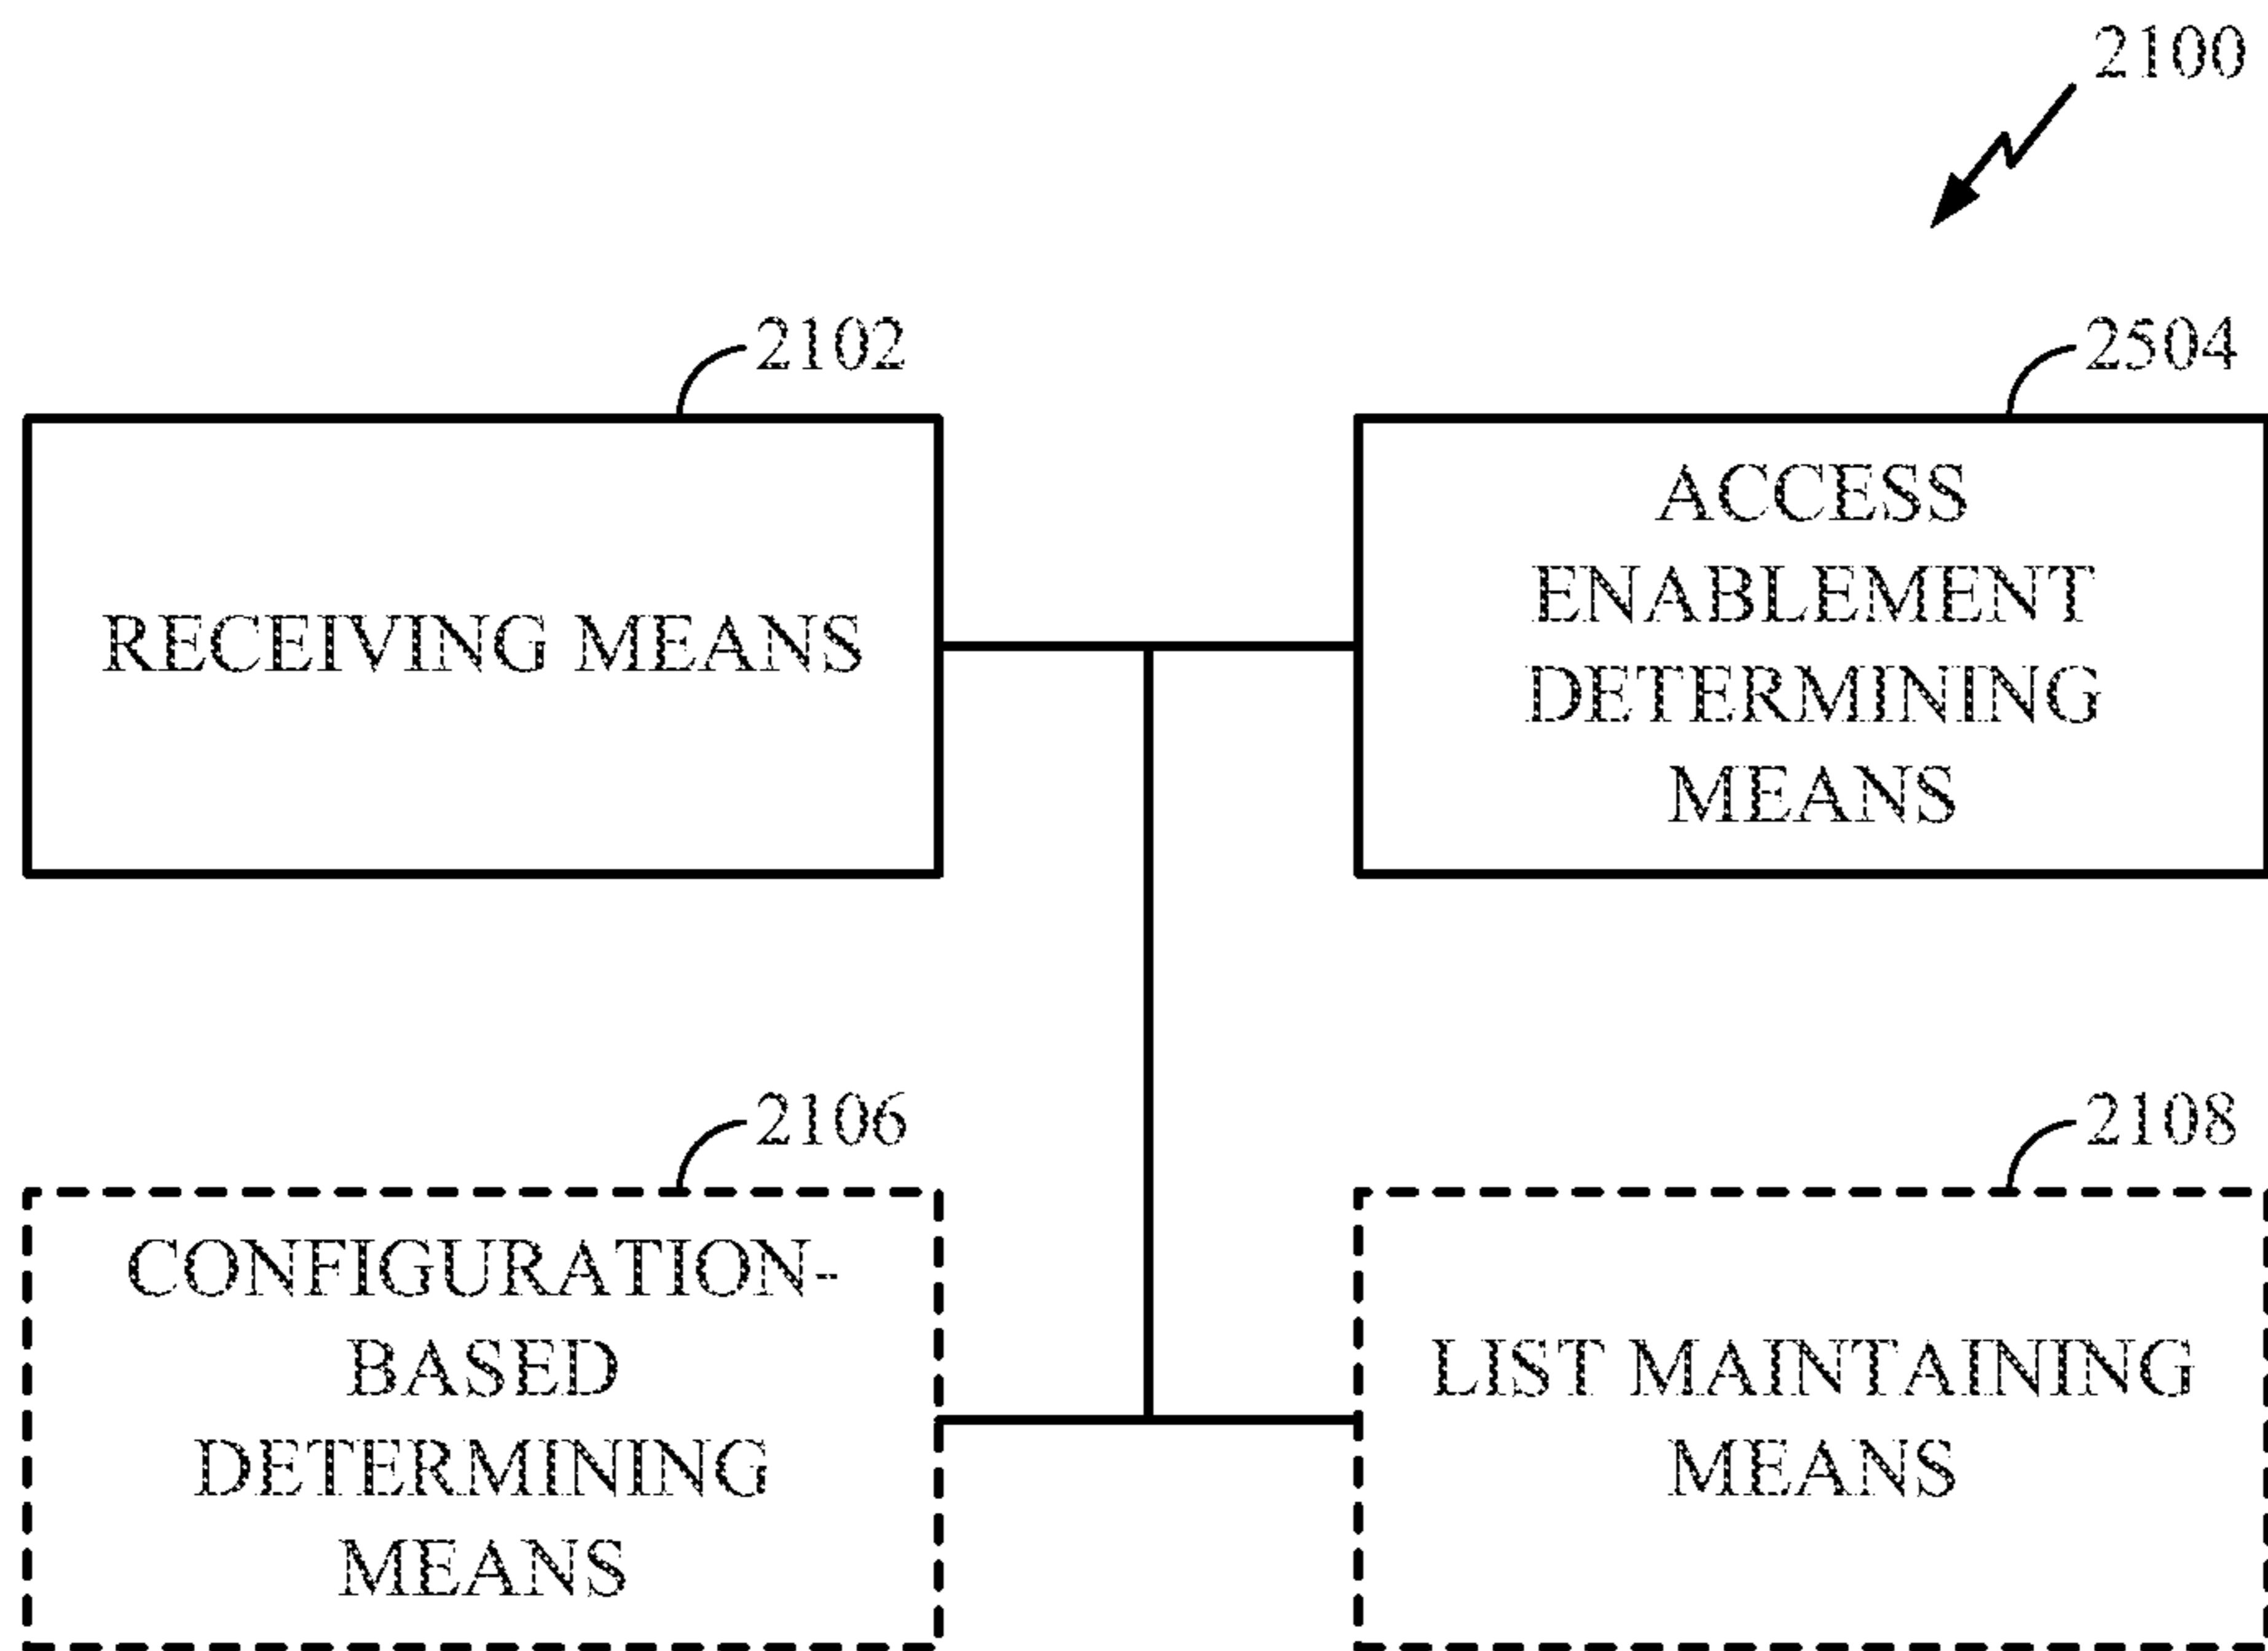 2100
2102
RECEIVING MEANS
2504
ACCESS
ENABLEMENT
DETERMINING
MEANS
2106
CONFIGURATION-
BASED
DETERMINING
MEANS
2108
LIST MAINTAINING
MEANS